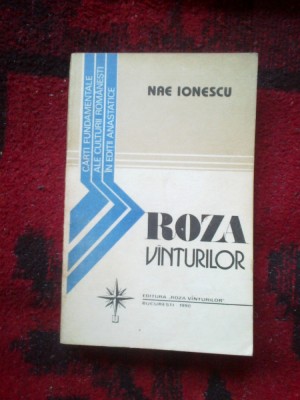 NAE IONESCU
CĂRȚI FUNDAMENTALE
ALE CULTURII ROMÂNEȘTI
ÎN EDIȚII ANASTATICE
ROZA
VÎNTURILOR
EDITURA „ROZA VÎNTURILOR”
BUCUREȘTI